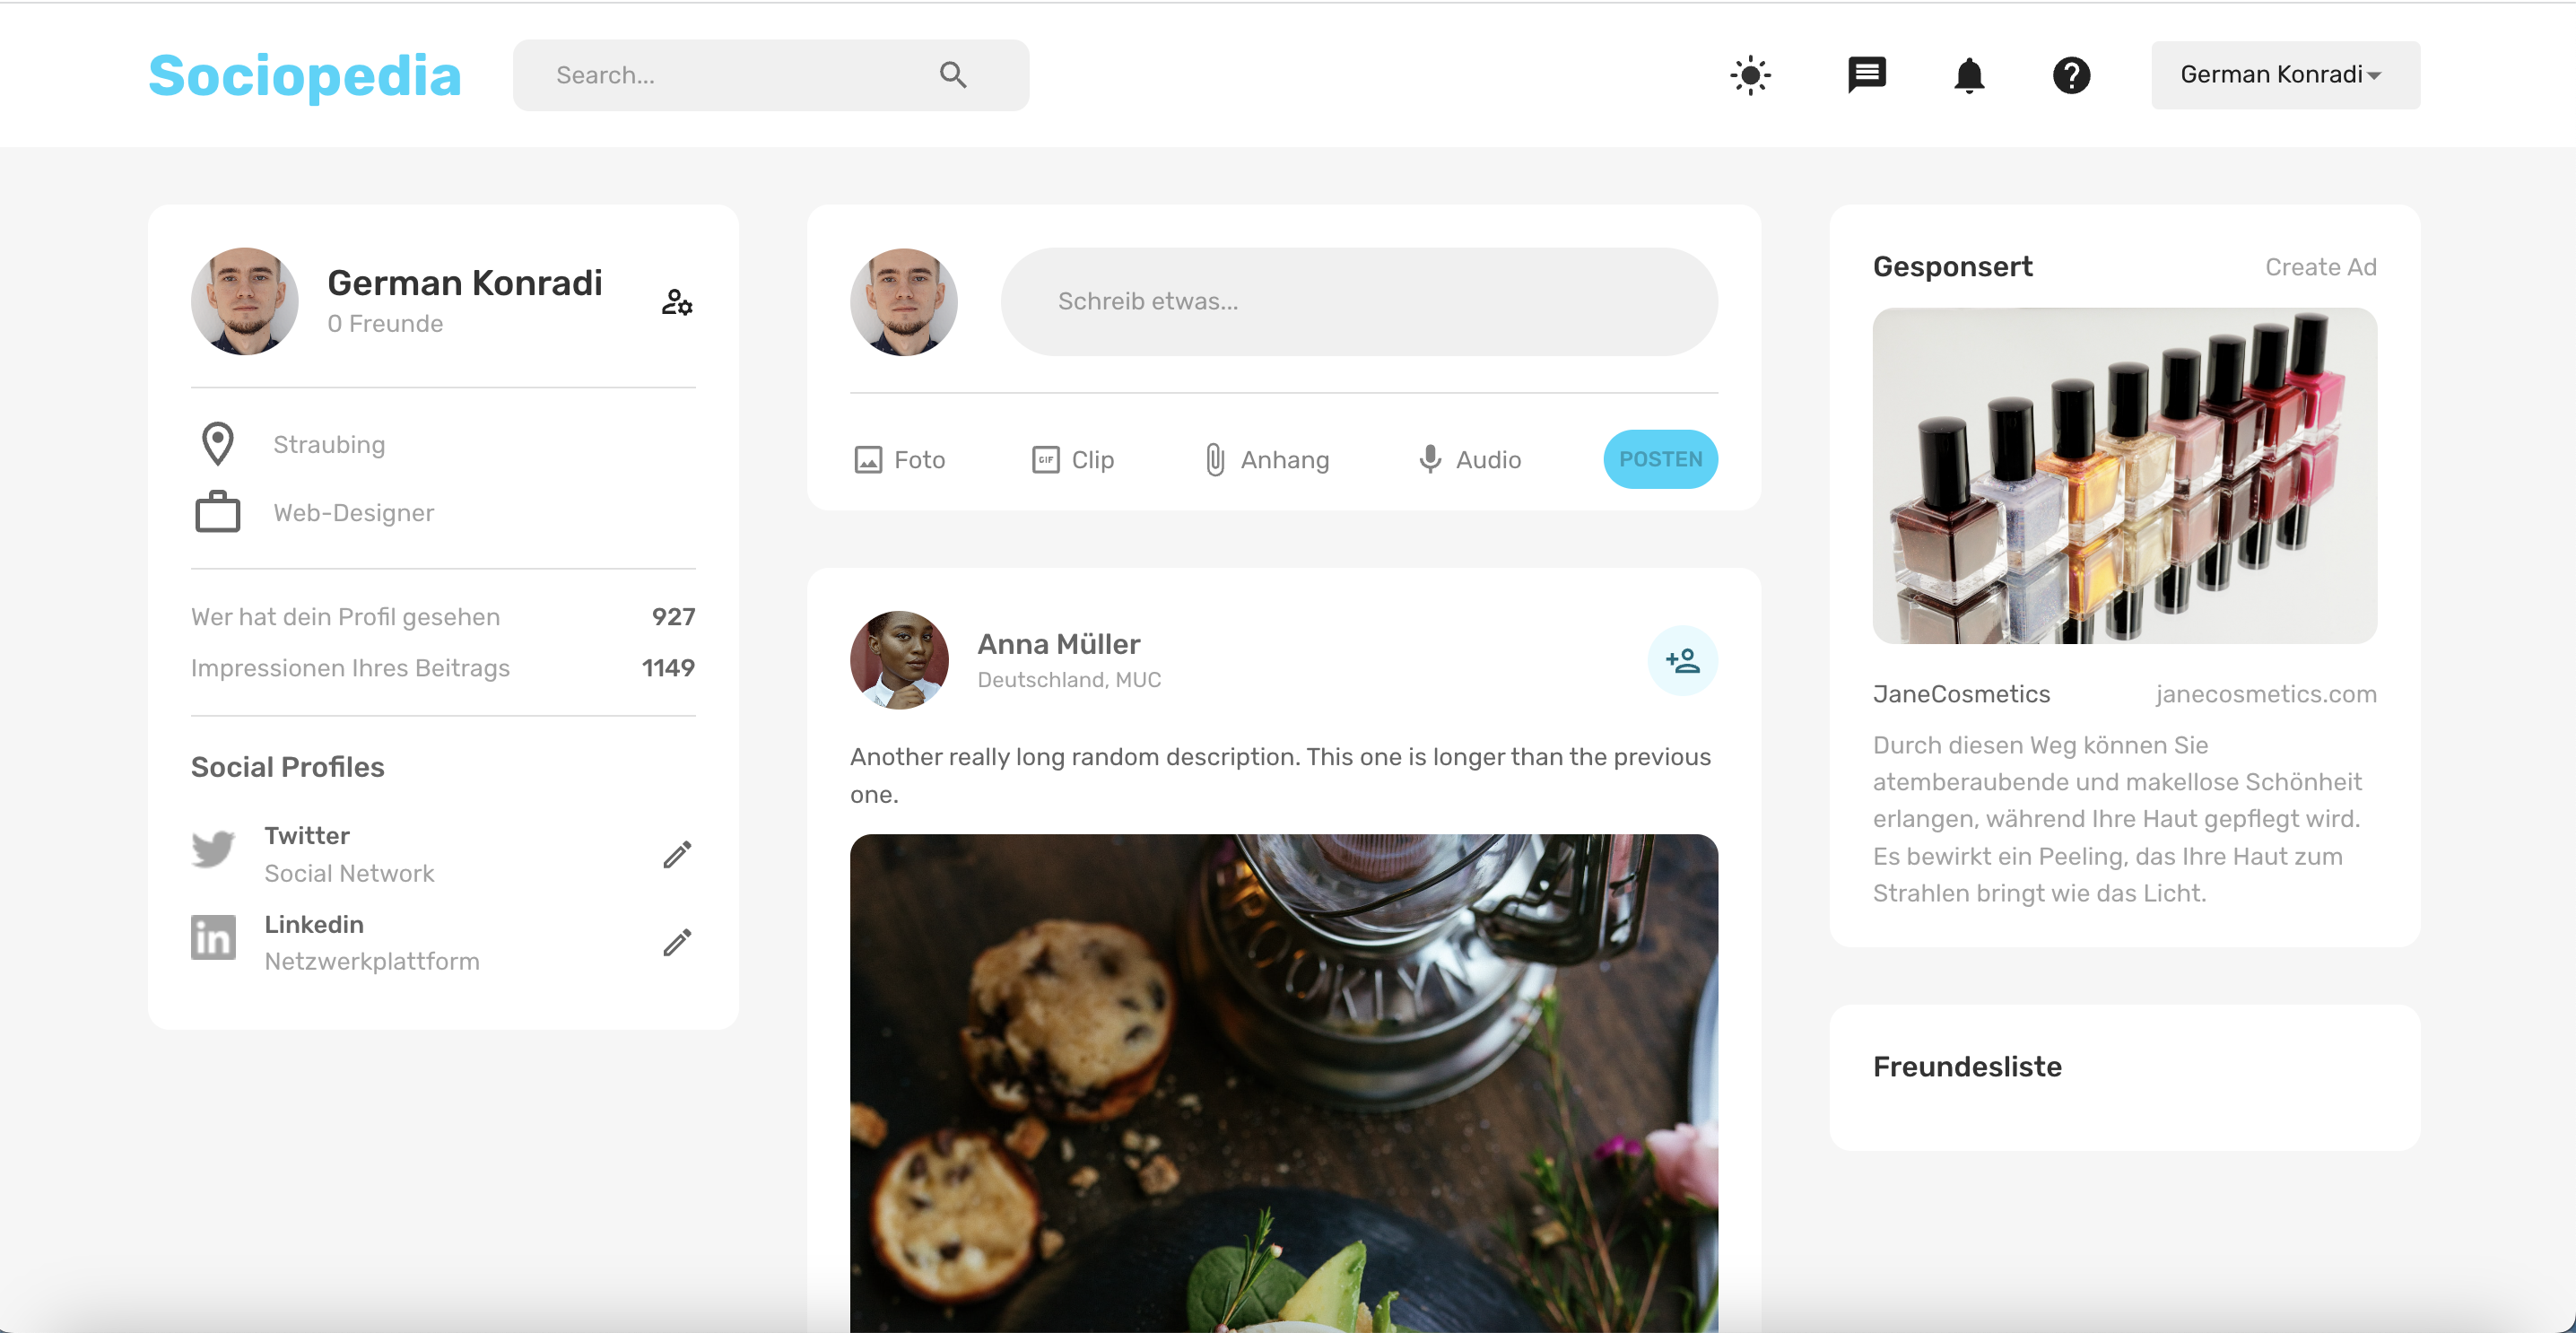 Sociopedia
Search...
German Konradi
German Konradi
0 Freunde
Straubing
Web-Designer
Wer hat dein Profil gesehen 927
Impressionen Ihres Beitrags 1149
Social Profiles
Twitter
Social Network
Linkedin
Netzwerkplattform
Schreib etwas...
Foto
GIF Clip
Anhang
Audio
POSTEN
Anna Müller
Deutschland, MUC
Another really long random description. This one is longer than the previous
one.
OOKLYN
Gesponsert Create Ad
JaneCosmetics janecosmetics.com
Durch diesen Weg können Sie
atemberaubende und makellose Schönheit
erlangen, während Ihre Haut gepflegt wird.
Es bewirkt ein Peeling, das Ihre Haut zum
Strahlen bringt wie das Licht.
Freundesliste